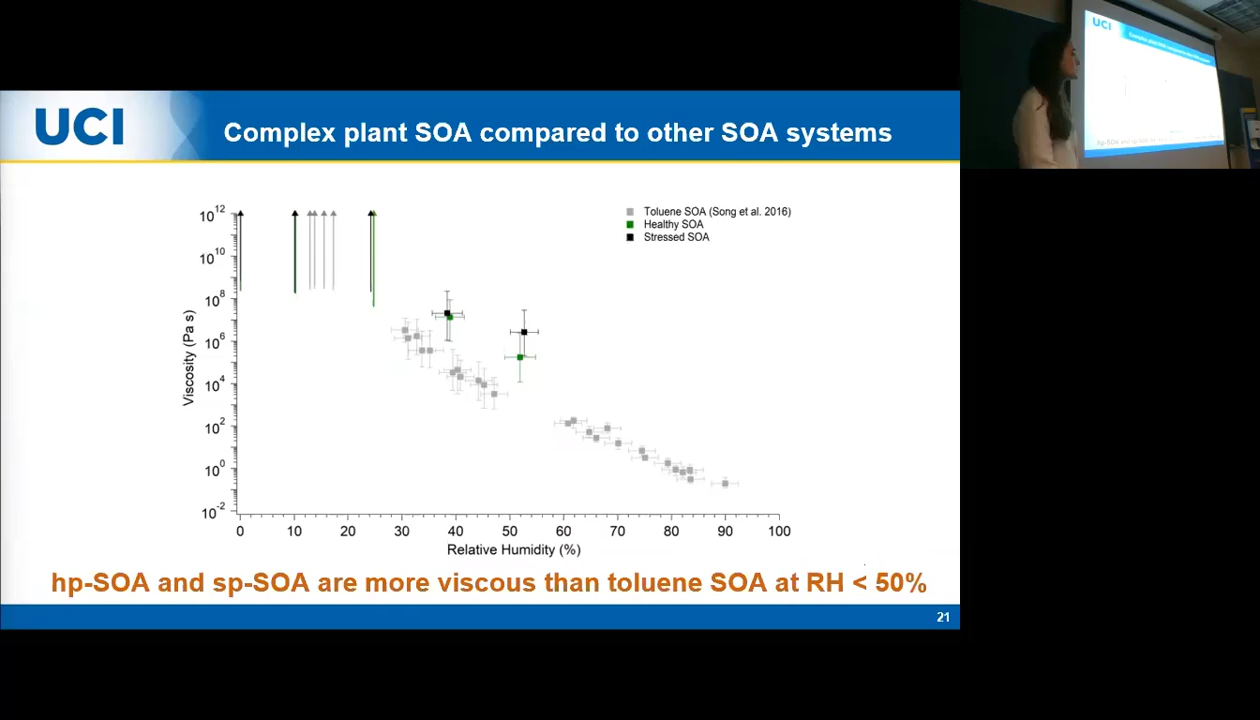 UCI
Complex plant SOA compared to other SOA systems
Toluene SOA (Song et al. 2016)
Healthy SOA
Stressed SOA
10^12
10^10
10^8
10^6
10^4
10^2
10^0
10^-2
Viscosity (Pa s)
0 10 20 30 40 50 60 70 80 90 100
Relative Humidity (%)
hp-SOA and sp-SOA are more viscous than toluene SOA at RH < 50%
21
UCI